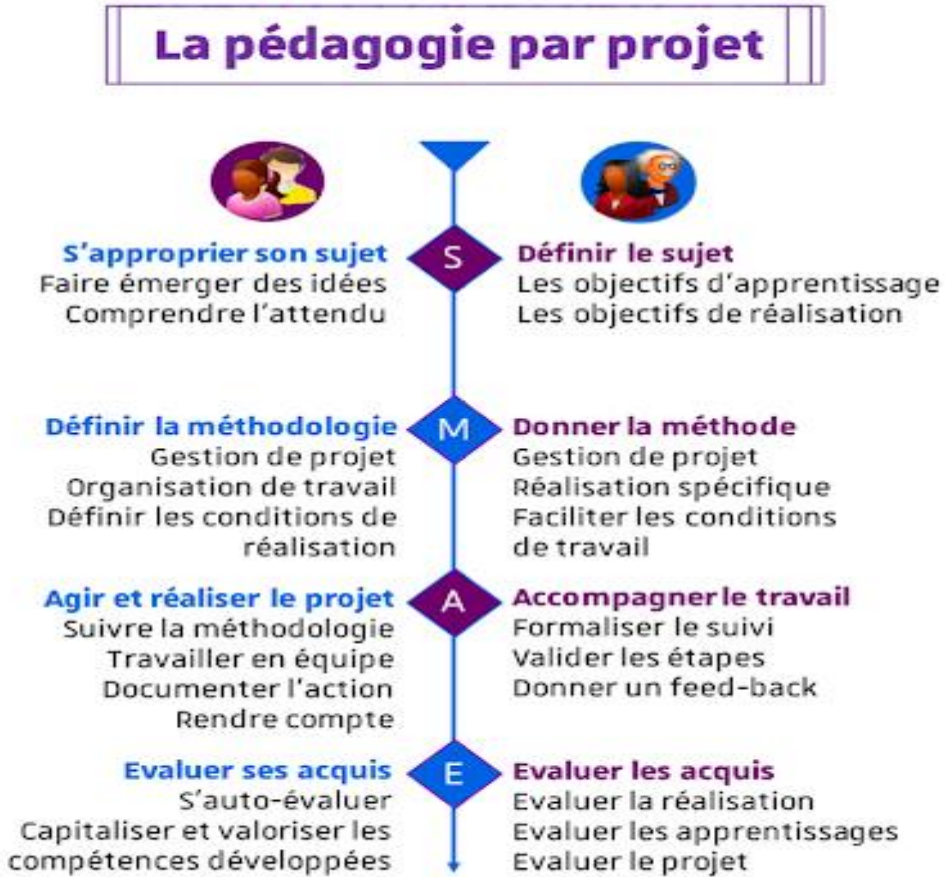 La pédagogie par projet
S
S'approprier son sujet
Faire émerger des idées
Comprendre l'attendu
Définir le sujet
Les objectifs d'apprentissage
Les objectifs de réalisation
M
Définir la méthodologie
Gestion de projet
Organisation de travail
Définir les conditions de
réalisation
Donner la méthode
Gestion de projet
Réalisation spécifique
Faciliter les conditions
de travail
A
Agir et réaliser le projet
Suivre la méthodologie
Travailler en équipe
Documenter l'action
Rendre compte
Accompagner le travail
Formaliser le suivi
Valider les étapes
Donner un feed-back
E
Evaluer ses acquis
S'auto-évaluer
Capitaliser et valoriser les
compétences développées
Evaluer les acquis
Evaluer la réalisation
Evaluer les apprentissages
Evaluer le projet